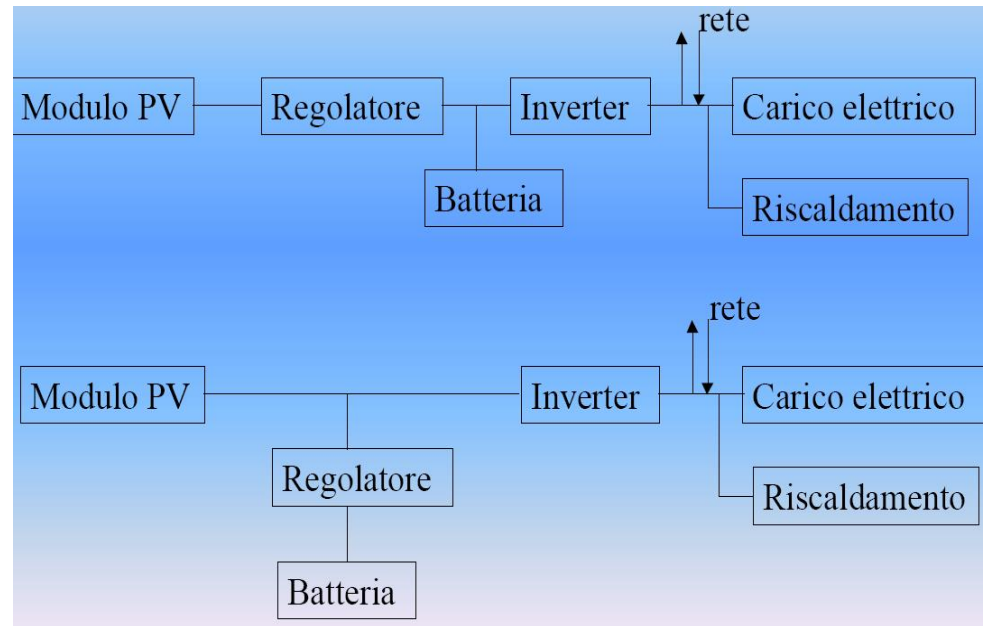 rete
Modulo PV
Regolatore
Inverter
Carico elettrico
Batteria
Riscaldamento
rete
Modulo PV
Inverter
Carico elettrico
Regolatore
Riscaldamento
Batteria